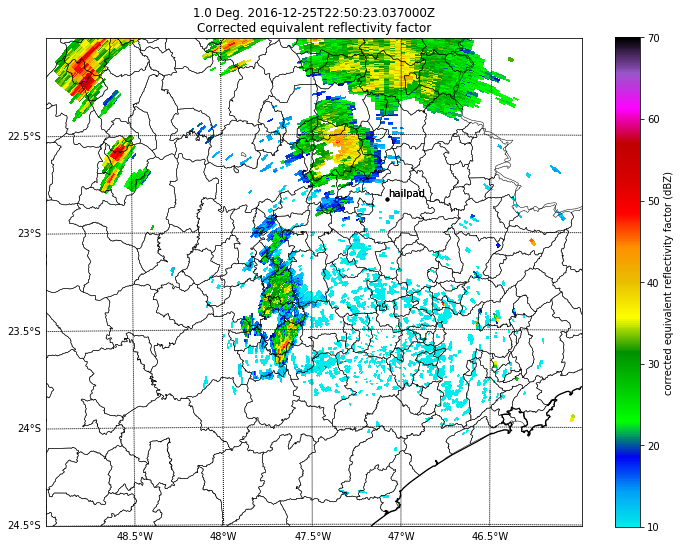 1.0 Deg. 2016-12-25T22:50:23.037000Z
Corrected equivalent reflectivity factor
22.5°S
23°S
23.5°S
24°S
24.5°S
48.5°W
48°W
47.5°W
47°W
46.5°W
nailpad
70
60
50
40
30
20
10
corrected equivalent reflectivity factor (dBZ)